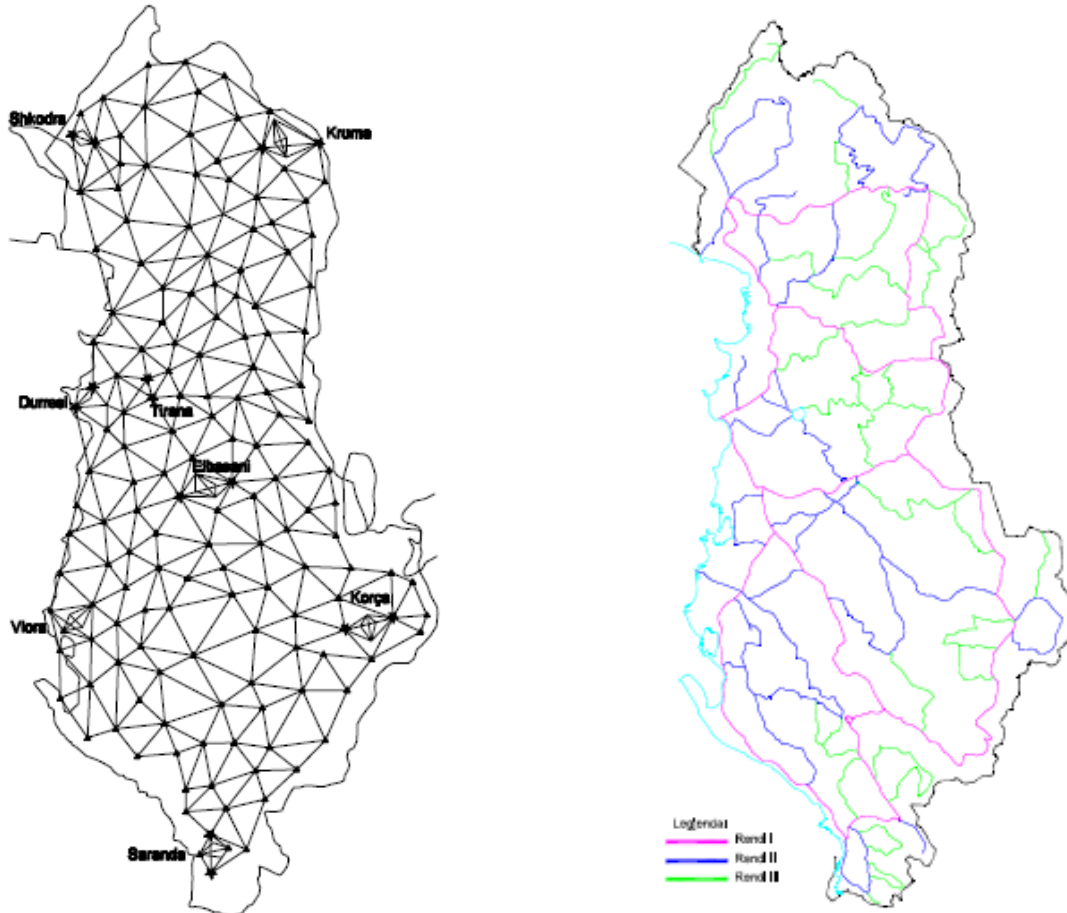 Shkodra
Kruma
Durresi
Tirana
Elbasani
Korça
Vlora
Saranda
Legjenda:
Rendi I
Rendi II
Rendi III